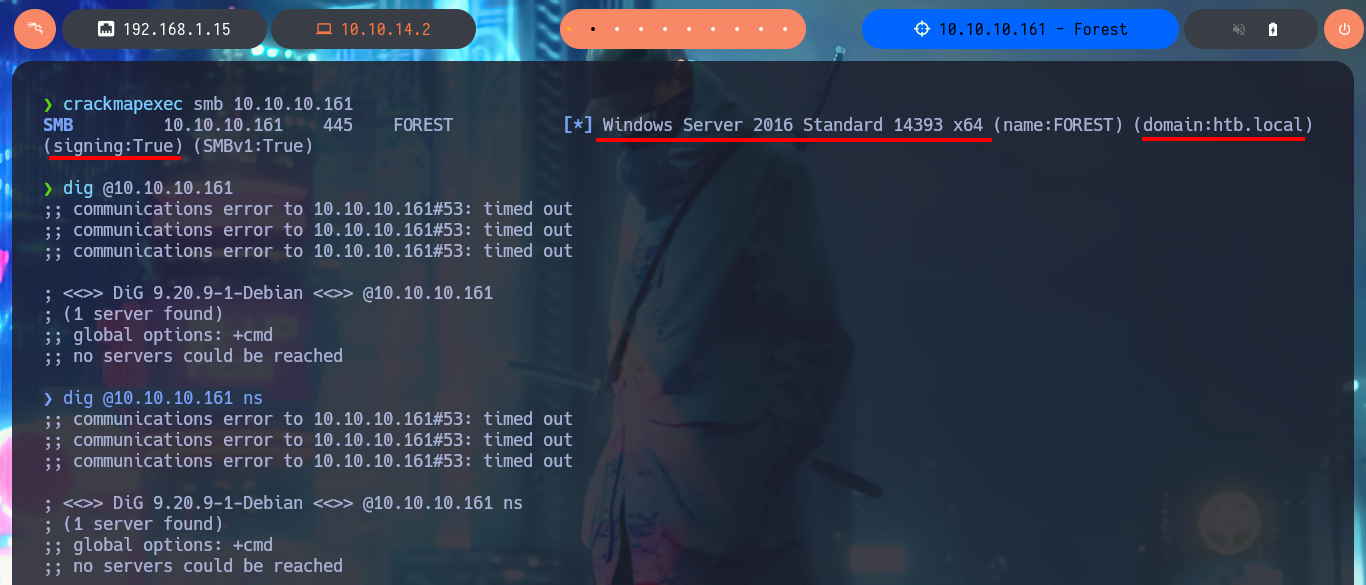 192.168.1.15 10.10.14.2 10.10.10.161 - Forest
❯ crackmapexec smb 10.10.10.161
SMB 10.10.10.161 445 FOREST [*] Windows Server 2016 Standard 14393 x64 (name:FOREST) (domain:htb.local)
(signing:True) (SMBv1:True)
❯ dig @10.10.10.161
;; communications error to 10.10.10.161#53: timed out
;; communications error to 10.10.10.161#53: timed out
;; communications error to 10.10.10.161#53: timed out
; <<>> DiG 9.20.9-1-Debian <<>> @10.10.10.161
; (1 server found)
;; global options: +cmd
;; no servers could be reached
❯ dig @10.10.10.161 ns
;; communications error to 10.10.10.161#53: timed out
;; communications error to 10.10.10.161#53: timed out
;; communications error to 10.10.10.161#53: timed out
; <<>> DiG 9.20.9-1-Debian <<>> @10.10.10.161 ns
; (1 server found)
;; global options: +cmd
;; no servers could be reached